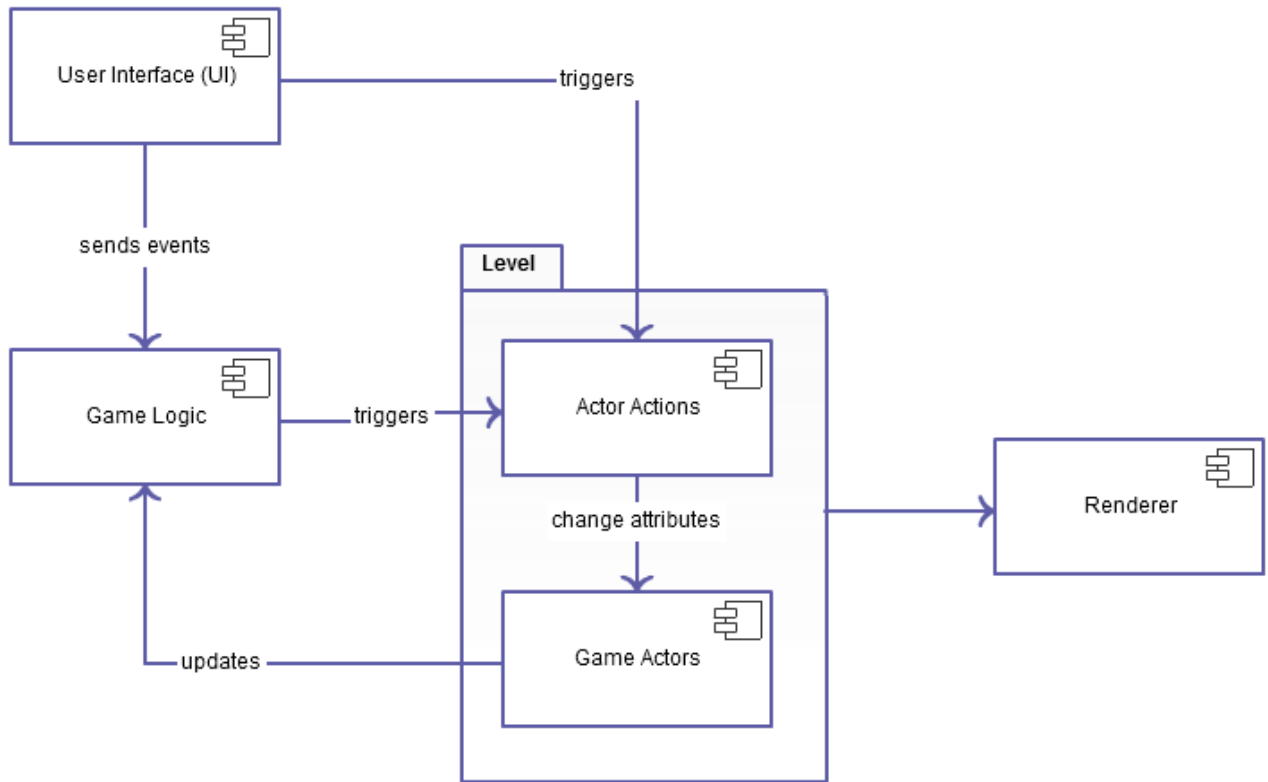 User Interface (UI)
triggers
sends events
Level
Game Logic
triggers
Actor Actions
change attributes
Renderer
updates
Game Actors